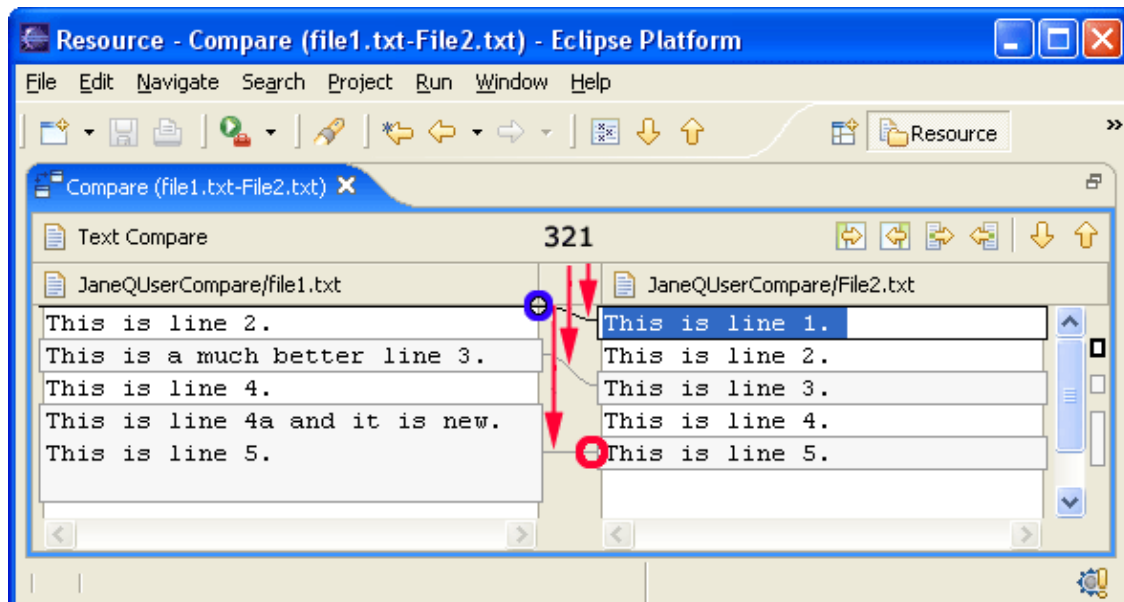 Resource - Compare (file1.txt-File2.txt) - Eclipse Platform
File Edit Navigate Search Project Run Window Help
Resource
Compare (file1.txt-File2.txt)
Text Compare
321
JaneQUserCompare/file1.txt
JaneQUserCompare/File2.txt
This is line 2.
This is a much better line 3.
This is line 4.
This is line 4a and it is new.
This is line 5.
This is line 1.
This is line 2.
This is line 3.
This is line 4.
This is line 5.